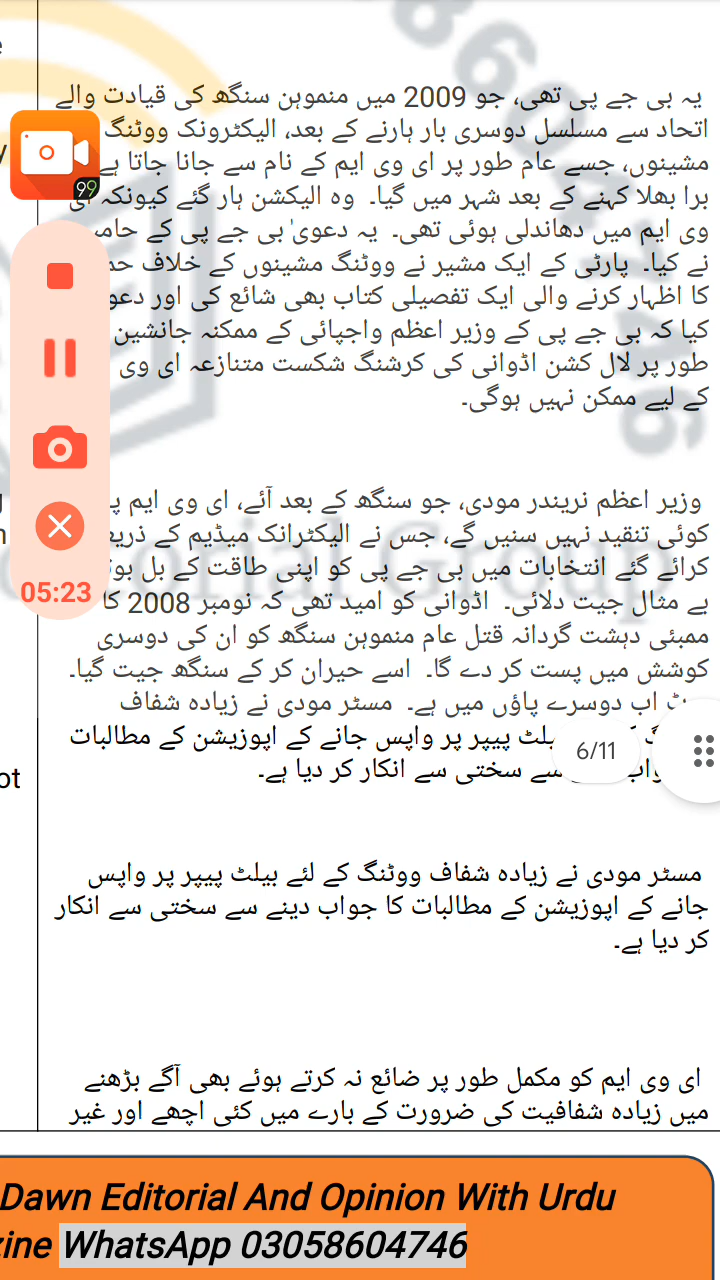 یہ بی جے پی تھی، جو 2009 میں منموہن سنگھ کی قیادت والے
اتحاد سے مسلسل دوسری بار ہارنے کے بعد، الیکٹرونک ووٹنگ
مشینوں، جسے عام طور پر ای وی ایم کے نام سے جانا جاتا ہے
برا بھلا کہنے کے بعد شہر میں گیا۔ وہ الیکشن ہار گئے کیونکہ ای
وی ایم میں دھاندلی ہوئی تھی۔ یہ دعویٰ بی جے پی کے
نے کیا۔ پارٹی کے ایک مشیر نے ووٹنگ مشینوں کے خلاف
کا اظہار کرنے والی ایک تفصیلی کتاب بھی شائع کی اور
کیا کہ بی جے پی کے وزیر اعظم واجپائی کے ممکنہ جانشین
طور پر لال کشن اڈوانی کی کرشنگ شکست متنازعہ ای وی
کے لیے ممکن نہیں ہوگی۔
وزیر اعظم نریندر مودی، جو سنگھ کے بعد آئے، ای وی ایم
کوئی تنقید نہیں سنیں گے، جس نے الیکٹرانک میڈیم کے
کرائے گئے انتخابات میں بی جے پی کو اپنی طاقت کے بل
بے مثال جیت دلائی۔ اڈوانی کو امید تھی کہ نومبر 2008 کا
ممبئی دہشت گردانہ قتل عام منموہن سنگھ کو ان کی دوسری
کوشش میں پست کر دے گا۔ اسے حیران کر کے سنگھ جیت گیا۔
اب دوسرے پاؤں میں ہے۔ مسٹر مودی نے زیادہ شفاف
پیپر پر واپس جانے کے اپوزیشن کے مطالبات
سے سختی سے انکار کر دیا ہے۔
6/11
مسٹر مودی نے زیادہ شفاف ووٹنگ کے لئے بیلٹ پیپر پر واپس
جانے کے اپوزیشن کے مطالبات کا جواب دینے سے سختی سے انکار
کر دیا ہے۔
ای وی ایم کو مکمل طور پر ضائع نہ کرتے ہوئے بھی آگے بڑھنے
میں زیادہ شفافیت کی ضرورت کے بارے میں کئی اچھے اور غیر
99
05:23
Dawn Editorial And Opinion With Urdu
WhatsApp 03058604746